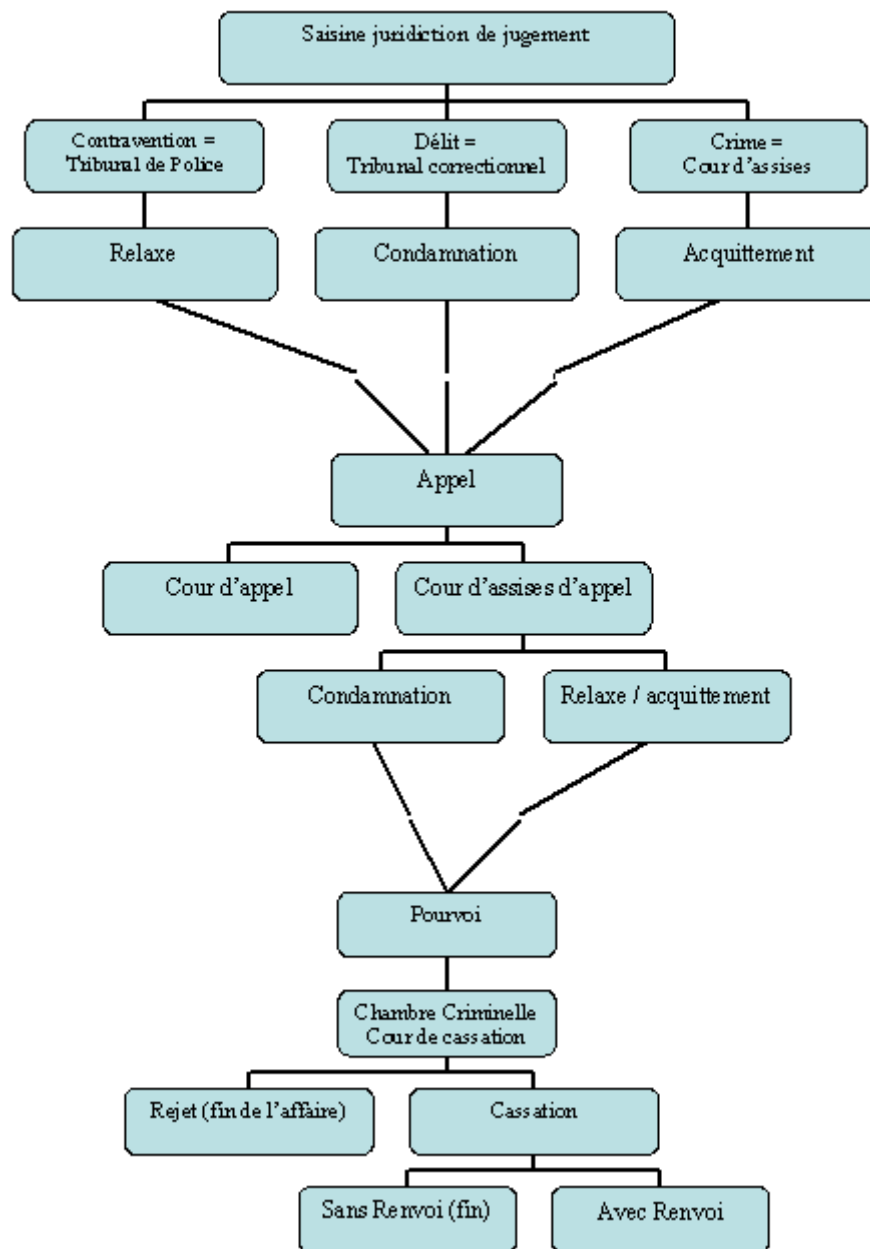 Saisine juridiction de jugement
Contravention =
Tribunal de Police
Délit =
Tribunal correctionnel
Crime =
Cour d'assises
Relaxe
Condamnation
Acquittement
Appel
Cour d'appel
Cour d'assises d'appel
Condamnation
Relaxe / acquittement
Pourvoi
Chambre Criminelle
Cour de cassation
Rejet (fin de l'affaire)
Cassation
Sans Renvoi (fin)
Avec Renvoi